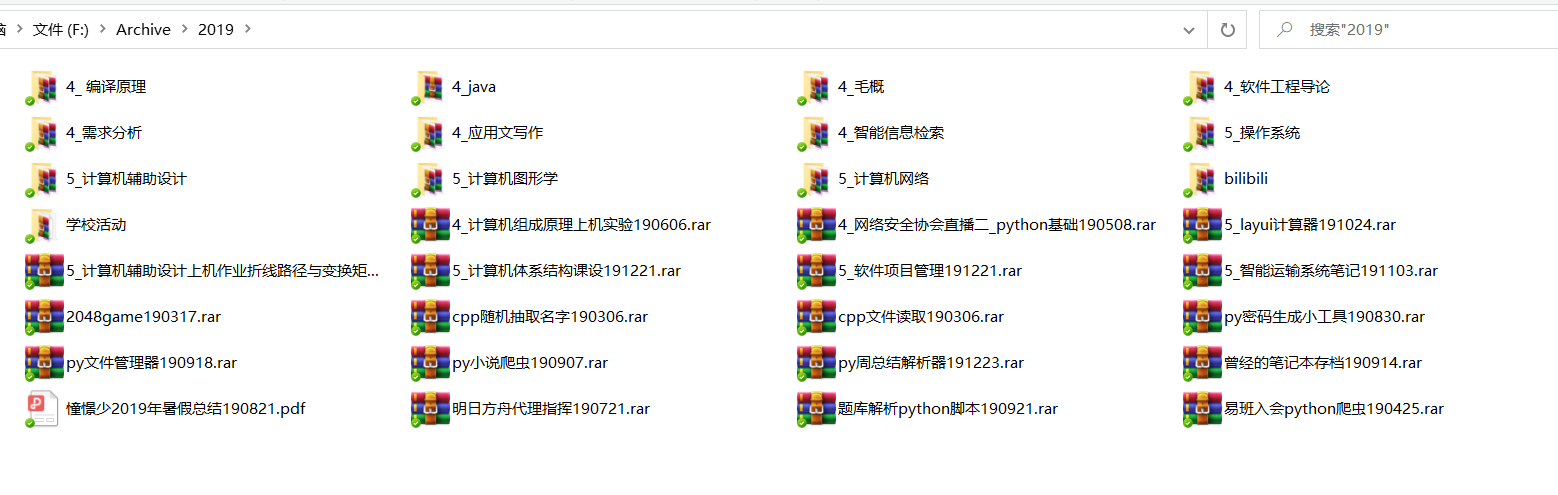 脑 文件 (F:) Archive 2019 搜索"2019"
4_ 编译原理 4_java 4_毛概 4_软件工程导论
4_需求分析 4_应用文写作 4_智能信息检索 5_操作系统
5_计算机辅助设计 5_计算机图形学 5_计算机网络 bilibili
学校活动 4_计算机组成原理上机实验190606.rar 4_网络安全协会直播二_python基础190508.rar 5_layui计算器191024.rar
5_计算机辅助设计上机作业折线路径与变换矩... 5_计算机体系结构课设191221.rar 5_软件项目管理191221.rar 5_智能运输系统笔记191103.rar
2048game190317.rar cpp随机抽取名字190306.rar cpp文件读取190306.rar py密码生成小工具190830.rar
py文件管理器190918.rar py小说爬虫190907.rar py周总结解析器191223.rar 曾经的笔记本存档190914.rar
憧憬少2019年暑假总结190821.pdf 明日方舟代理指挥190721.rar 题库解析python脚本190921.rar 易班入会python爬虫190425.rar